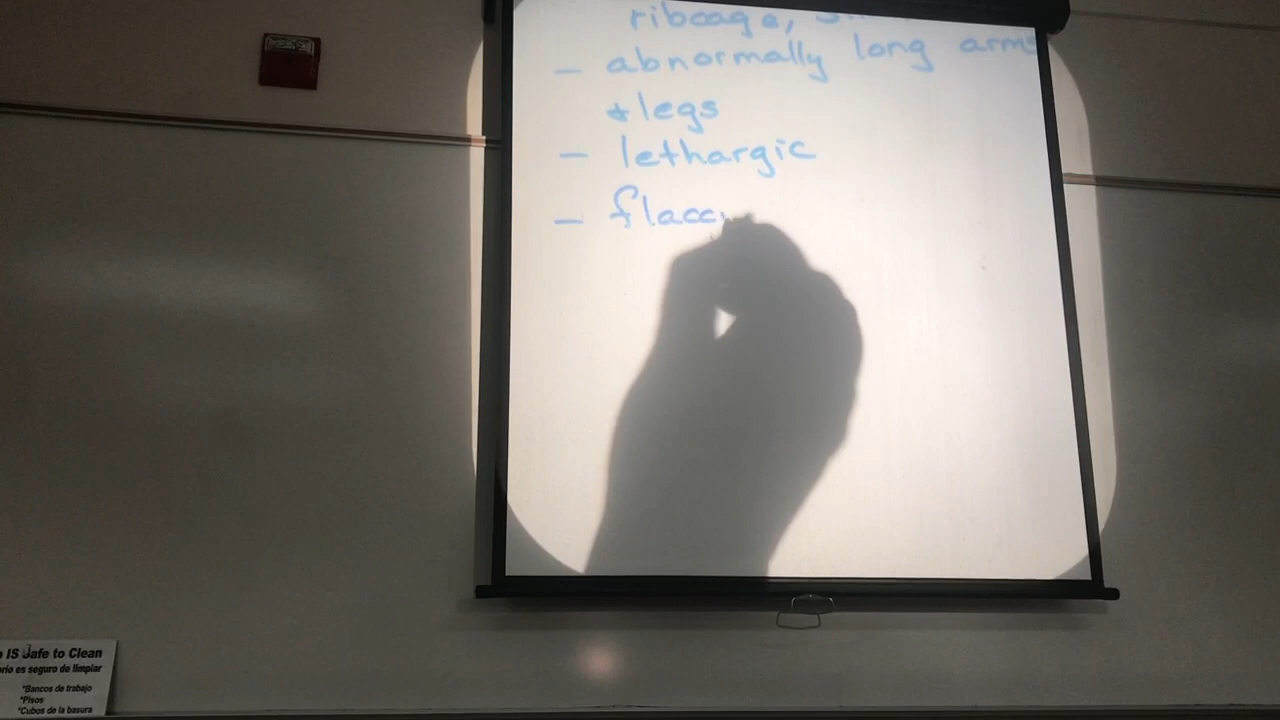 ribcage,
- abnormally long arms
& legs
- lethargic
- flacc
IS Safe to Clean
es seguro de limpiar
*Bancos de trabajo
*Pisos
*Cubos de la basura